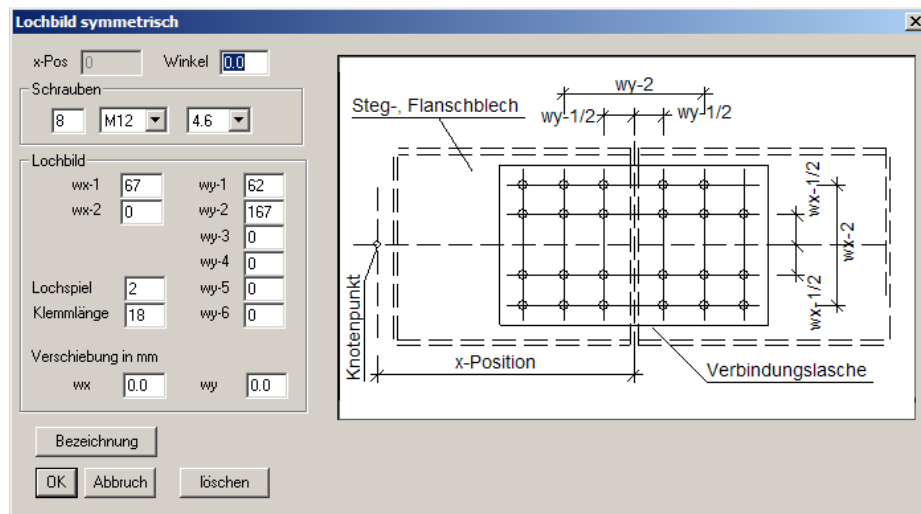 Lochbild symmetrisch
x-Pos 0 Winkel 0.0
Schrauben
8 M12 4.6
Lochbild
wx-1 67 wy-1 62
wx-2 0 wy-2 167
wy-3 0
wy-4 0
Lochspiel 2 wy-5 0
Klemmlänge 18 wy-6 0
Verschiebung in mm
wx 0.0 wy 0.0
Bezeichnung
OK Abbruch löschen
wy-2
Steg-, Flanschblech
wy-1/2 wy-1/2
wx-1/2
wx-2
wx-1/2
Knotenpunkt
x-Position
Verbindungslasche